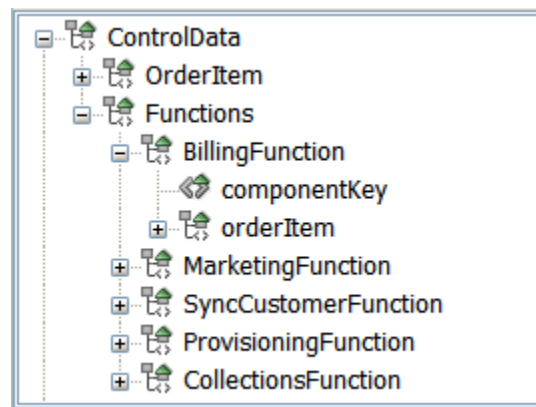 ControlData
OrderItem
Functions
BillingFunction
componentKey
orderItem
MarketingFunction
SyncCustomerFunction
ProvisioningFunction
CollectionsFunction